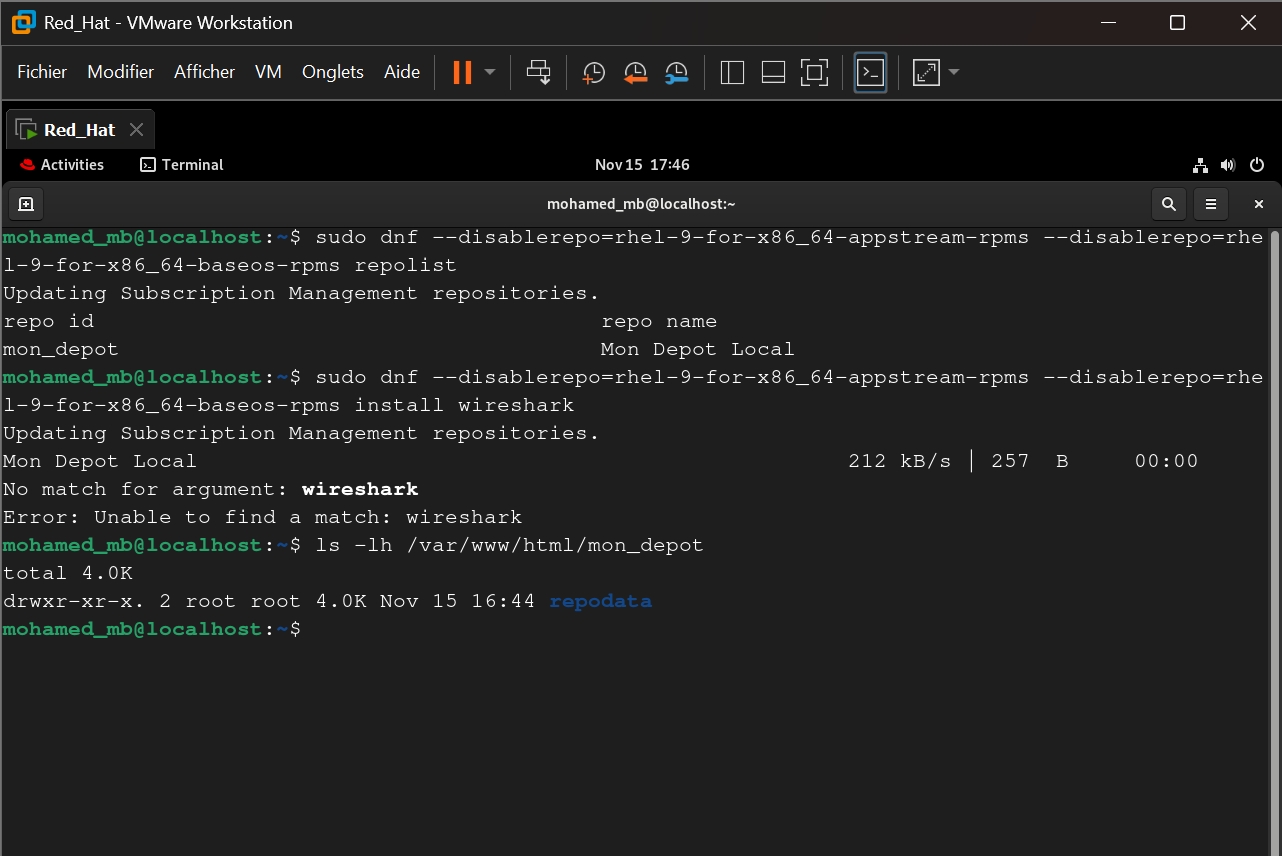 Red_Hat - VMware Workstation
Fichier Modifier Afficher VM Onglets Aide
Red_Hat
Activities Terminal Nov 15 17:46
mohamed_mb@localhost:~
mohamed_mb@localhost:~$ sudo dnf --disablerepo=rhel-9-for-x86_64-appstream-rpms --disablerepo=rhe
l-9-for-x86_64-baseos-rpms repolist
Updating Subscription Management repositories.
repo id repo name
mon_depot Mon Depot Local
mohamed_mb@localhost:~$ sudo dnf --disablerepo=rhel-9-for-x86_64-appstream-rpms --disablerepo=rhe
l-9-for-x86_64-baseos-rpms install wireshark
Updating Subscription Management repositories.
Mon Depot Local 212 kB/s | 257 B 00:00
No match for argument: wireshark
Error: Unable to find a match: wireshark
mohamed_mb@localhost:~$ ls -lh /var/www/html/mon_depot
total 4.0K
drwxr-xr-x. 2 root root 4.0K Nov 15 16:44 repodata
mohamed_mb@localhost:~$